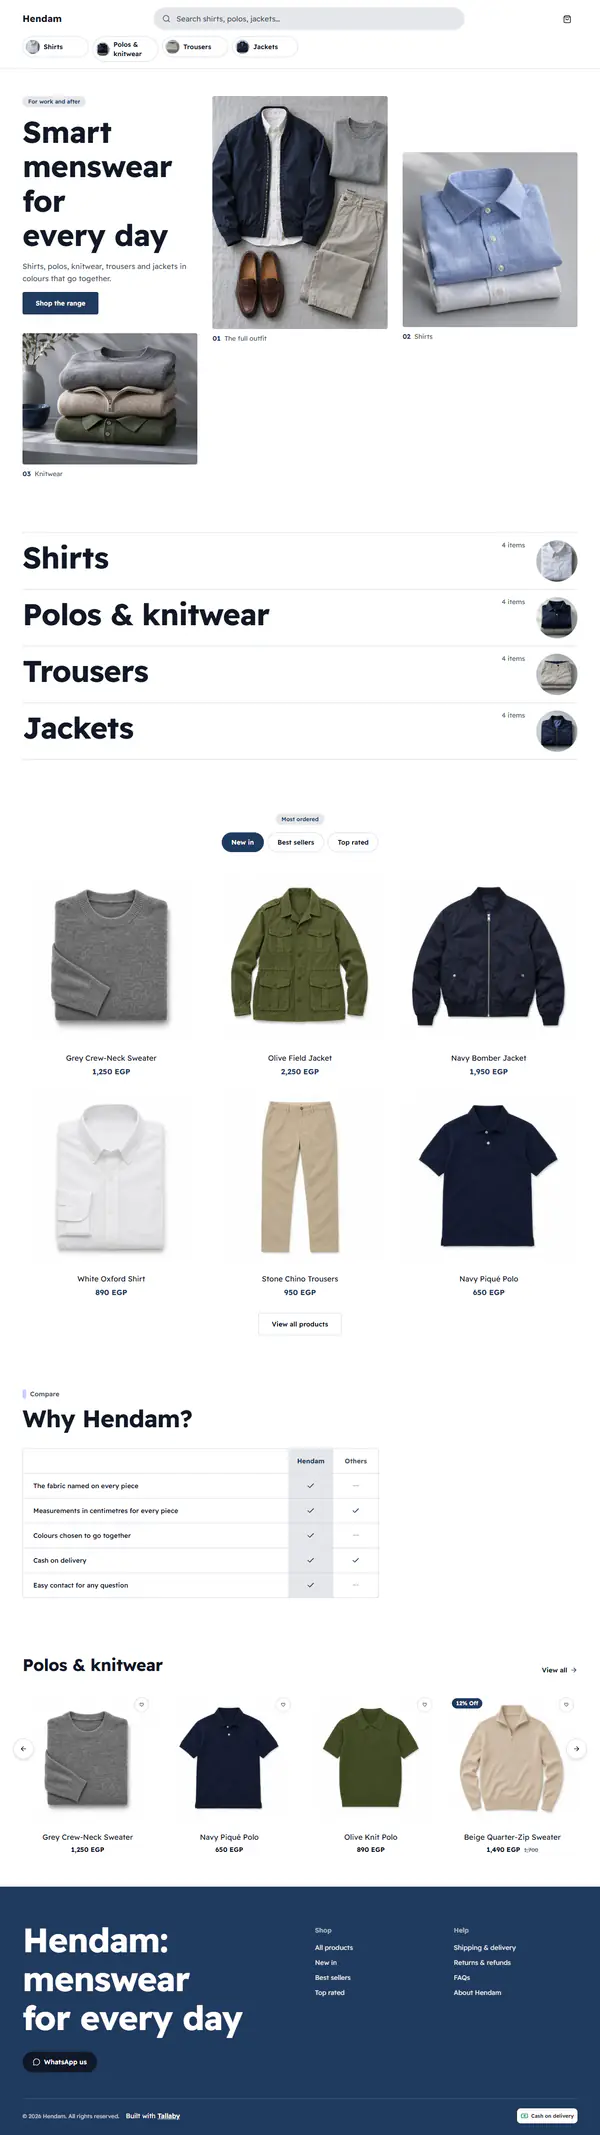 Hendam
Search shirts, polos, jackets...
Shirts
Polos &
knitwear
Trousers
Jackets
For work and after
Smart
menswear
for
every day
Shirts, polos, knitwear, trousers and jackets in
colours that go together.
Shop the range
01 The full outfit
02 Shirts
03 Knitwear
Shirts
4 items
Polos & knitwear
4 items
Trousers
4 items
Jackets
4 items
Most ordered
New in
Best sellers
Top rated
Grey Crew-Neck Sweater
1,250 EGP
Olive Field Jacket
2,250 EGP
Navy Bomber Jacket
1,950 EGP
White Oxford Shirt
890 EGP
Stone Chino Trousers
950 EGP
Navy Piqué Polo
650 EGP
View all products
Compare
Why Hendam?
Hendam Others
The fabric named on every piece
Measurements in centimetres for every piece
Colours chosen to go together
Cash on delivery
Easy contact for any question
Polos & knitwear
View all
12% Off
Grey Crew-Neck Sweater
1,250 EGP
Navy Piqué Polo
650 EGP
Olive Knit Polo
890 EGP
Beige Quarter-Zip Sweater
1,490 EGP 1,700
Hendam:
menswear
for every day
WhatsApp us
Shop
All products
New in
Best sellers
Top rated
Help
Shipping & delivery
Returns & refunds
FAQs
About Hendam
© 2026 Hendam. All rights reserved. Built with Tallaby
Cash on delivery